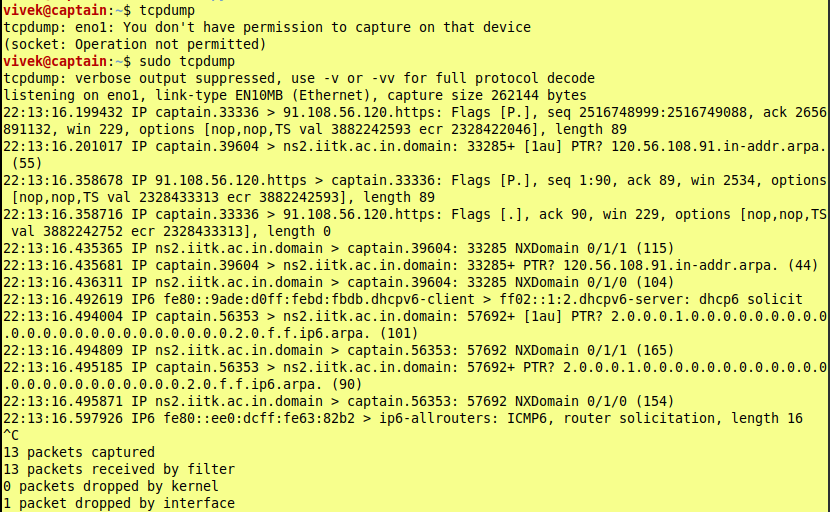 vivek@captain:~$ tcpdump
tcpdump: eno1: You don't have permission to capture on that device
(socket: Operation not permitted)
vivek@captain:~$ sudo tcpdump
tcpdump: verbose output suppressed, use -v or -vv for full protocol decode
listening on eno1, link-type EN10MB (Ethernet), capture size 262144 bytes
22:13:16.199432 IP captain.33336 > 91.108.56.120.https: Flags [P.], seq 2516748999:2516749088, ack 2656
891132, win 229, options [nop,nop,TS val 3882242593 ecr 2328422046], length 89
22:13:16.201017 IP captain.39604 > ns2.iitk.ac.in.domain: 33285+ [1au] PTR? 120.56.108.91.in-addr.arpa.
(55)
22:13:16.358678 IP 91.108.56.120.https > captain.33336: Flags [P.], seq 1:90, ack 89, win 2534, options
[nop,nop,TS val 2328433313 ecr 3882242593], length 89
22:13:16.358716 IP captain.33336 > 91.108.56.120.https: Flags [.], ack 90, win 229, options [nop,nop,TS
val 3882242752 ecr 2328433313], length 0
22:13:16.435365 IP ns2.iitk.ac.in.domain > captain.39604: 33285 NXDomain 0/1/1 (115)
22:13:16.435681 IP captain.39604 > ns2.iitk.ac.in.domain: 33285+ PTR? 120.56.108.91.in-addr.arpa. (44)
22:13:16.436311 IP ns2.iitk.ac.in.domain > captain.39604: 33285 NXDomain 0/1/0 (104)
22:13:16.492619 IP6 fe80::9ade:d0ff:febd:fbdb.dhcpv6-client > ff02::1:2.dhcpv6-server: dhcp6 solicit
22:13:16.494004 IP captain.56353 > ns2.iitk.ac.in.domain: 57692+ [1au] PTR? 2.0.0.0.1.0.0.0.0.0.0.0.0.0
.0.0.0.0.0.0.0.0.0.0.0.0.0.0.2.0.f.f.ip6.arpa. (101)
22:13:16.494809 IP ns2.iitk.ac.in.domain > captain.56353: 57692 NXDomain 0/1/1 (165)
22:13:16.495185 IP captain.56353 > ns2.iitk.ac.in.domain: 57692+ PTR? 2.0.0.0.1.0.0.0.0.0.0.0.0.0.0.0.0
.0.0.0.0.0.0.0.0.0.0.0.2.0.f.f.ip6.arpa. (90)
22:13:16.495871 IP ns2.iitk.ac.in.domain > captain.56353: 57692 NXDomain 0/1/0 (154)
22:13:16.597926 IP6 fe80::ee0:dcff:fe63:82b2 > ip6-allrouters: ICMP6, router solicitation, length 16
^C
13 packets captured
13 packets received by filter
0 packets dropped by kernel
1 packet dropped by interface